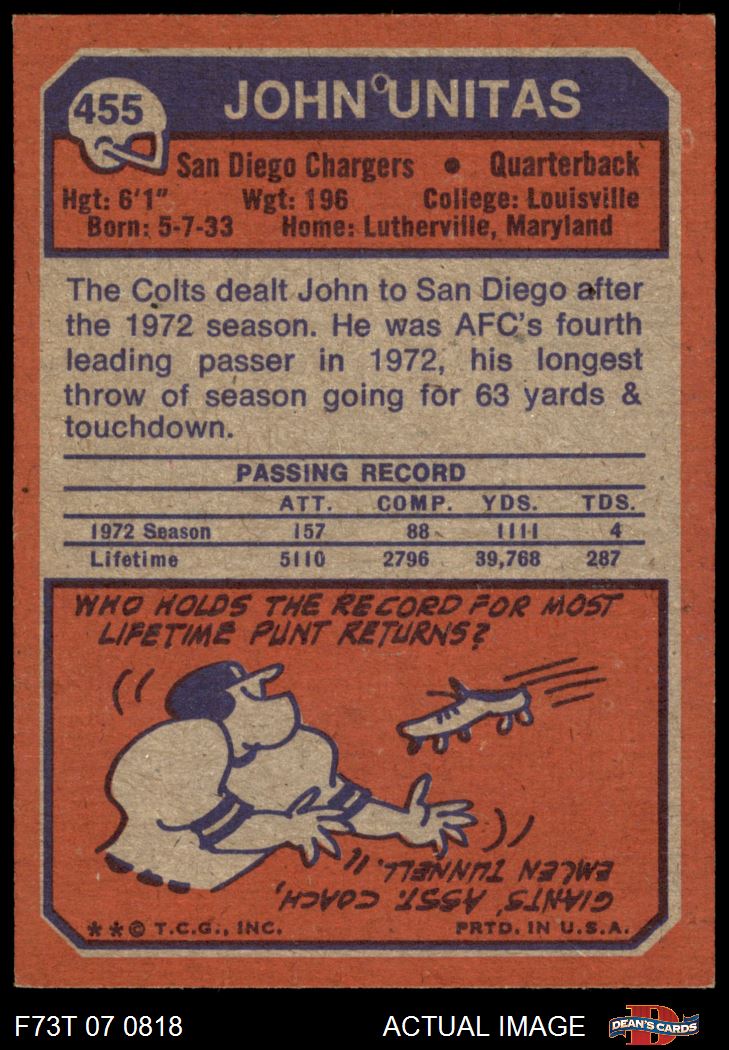 455
JOHN UNITAS
San Diego Chargers • Quarterback
Hgt: 6'1" Wgt: 196 College: Louisville
Born: 5-7-33 Home: Lutherville, Maryland
The Colts dealt John to San Diego after
the 1972 season. He was AFC's fourth
leading passer in 1972, his longest
throw of season going for 63 yards &
touchdown.
PASSING RECORD
ATT. COMP. YDS. TDS.
1972 Season 157 88 1111 4
Lifetime 5110 2796 39,768 287
WHO HOLDS THE RECORD FOR MOST
LIFETIME PUNT RETURNS?
GIANTS' ASST. COACH,
EMLEN TUNNELL.
**© T.C.G., INC. PRTD. IN U.S.A.
F73T 07 0818 ACTUAL IMAGE
D
DEAN'S CARDS